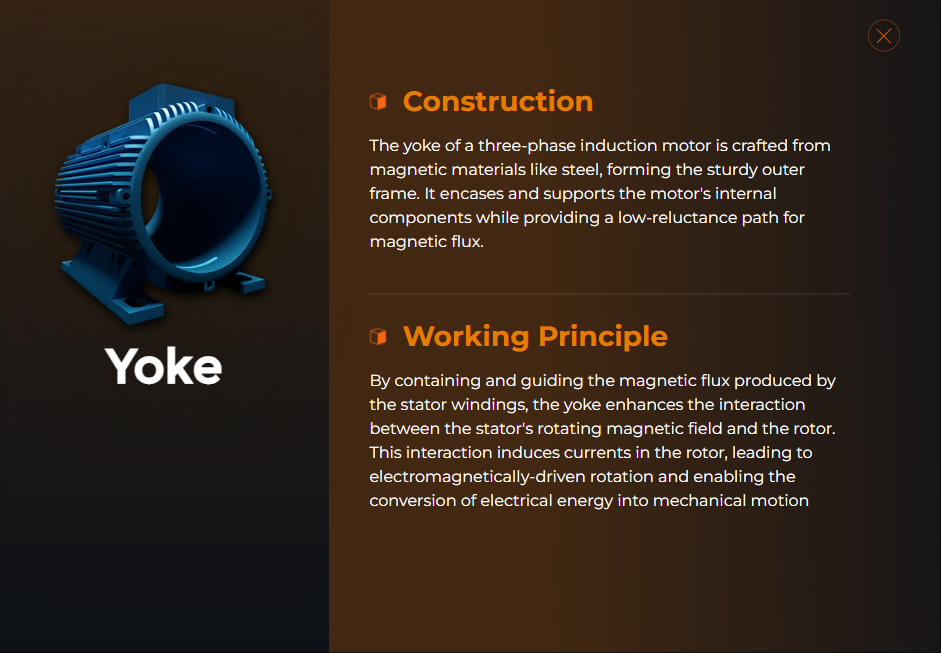 Yoke
Construction
The yoke of a three-phase induction motor is crafted from
magnetic materials like steel, forming the sturdy outer
frame. It encases and supports the motor's internal
components while providing a low-reluctance path for
magnetic flux.
Working Principle
By containing and guiding the magnetic flux produced by
the stator windings, the yoke enhances the interaction
between the stator's rotating magnetic field and the rotor.
This interaction induces currents in the rotor, leading to
electromagnetically-driven rotation and enabling the
conversion of electrical energy into mechanical motion